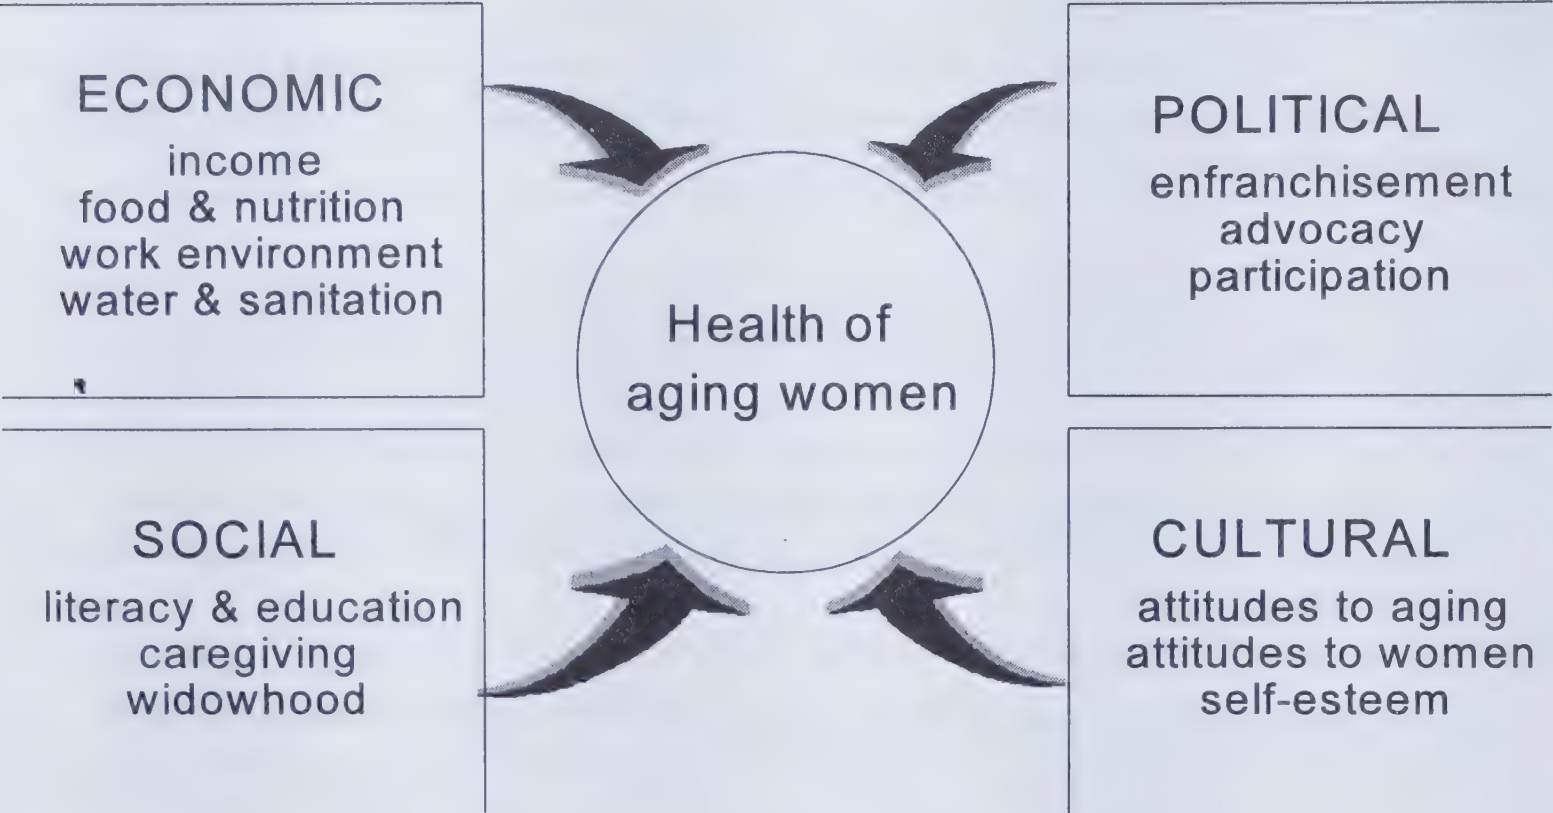 ECONOMIC
income
food & nutrition
work environment
water & sanitation
POLITICAL
enfranchisement
advocacy
participation
Health of
aging women
SOCIAL
literacy & education
caregiving
widowhood
CULTURAL
attitudes to aging
attitudes to women
self-esteem